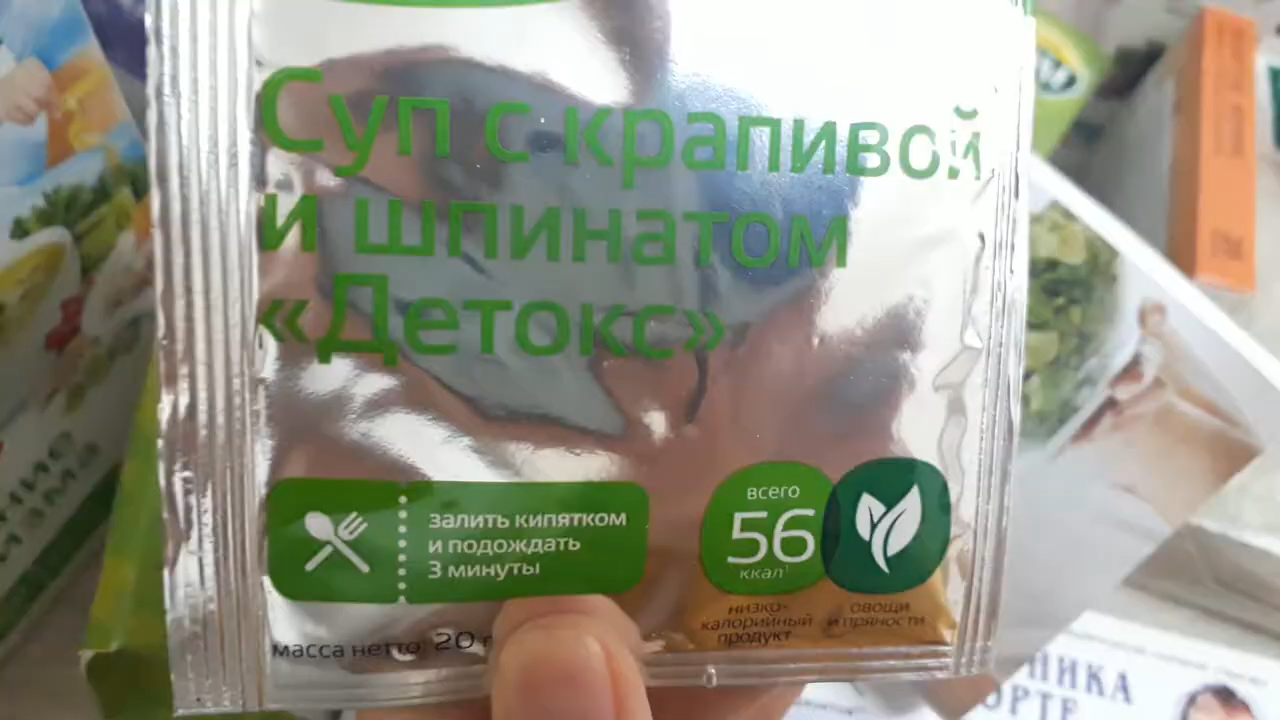 Суп с крапивой
и шпинатом
«Детокс»
залить кипятком
и подождать
3 минуты
всего
56
ккал¹
низко-
калорийный
продукт
овощи
и пряности
масса нетто 20 г